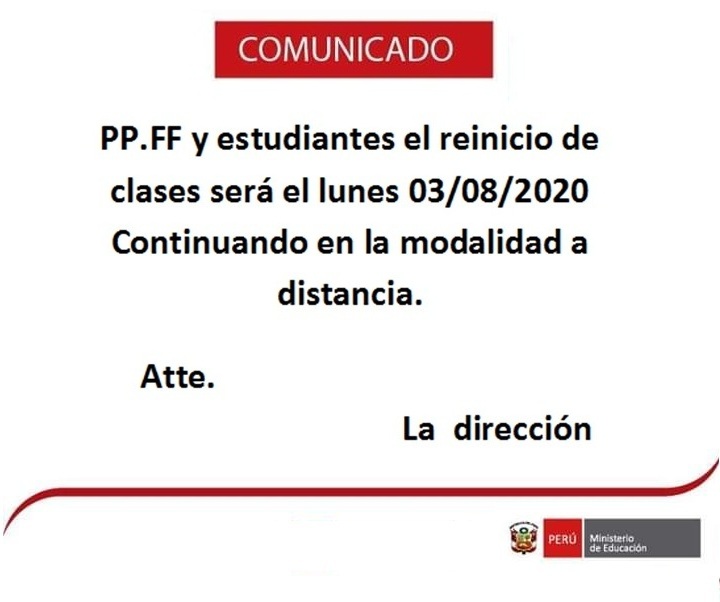 COMUNICADO
PP.FF y estudiantes el reinicio de
clases será el lunes 03/08/2020
Continuando en la modalidad a
distancia.
Atte.
La dirección
PERÚ
Ministerio
de Educación